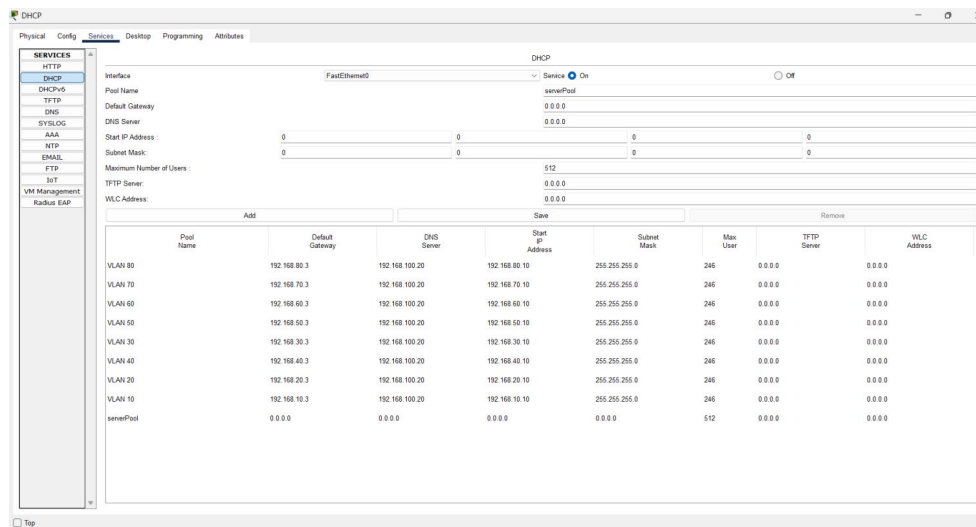 DHCP
Physical Config Services Desktop Programming Attributes
SERVICES
HTTP
DHCP
DHCPv6
TFTP
DNS
SYSLOG
AAA
NTP
EMAIL
FTP
IoT
VM Management
Radius EAP
DHCP
Interface FastEthernet0 Service On Off
Pool Name serverPool
Default Gateway 0.0.0.0
DNS Server 0.0.0.0
Start IP Address : 0 0 0 0
Subnet Mask: 0 0 0 0
Maximum Number of Users : 512
TFTP Server: 0.0.0.0
WLC Address: 0.0.0.0
Add Save Remove
Pool Name Default Gateway DNS Server Start IP Address Subnet Mask Max User TFTP Server WLC Address
VLAN 80 192.168.80.3 192.168.100.20 192.168.80.10 255.255.255.0 246 0.0.0.0 0.0.0.0
VLAN 70 192.168.70.3 192.168.100.20 192.168.70.10 255.255.255.0 246 0.0.0.0 0.0.0.0
VLAN 60 192.168.60.3 192.168.100.20 192.168.60.10 255.255.255.0 246 0.0.0.0 0.0.0.0
VLAN 50 192.168.50.3 192.168.100.20 192.168.50.10 255.255.255.0 246 0.0.0.0 0.0.0.0
VLAN 30 192.168.30.3 192.168.100.20 192.168.30.10 255.255.255.0 246 0.0.0.0 0.0.0.0
VLAN 40 192.168.40.3 192.168.100.20 192.168.40.10 255.255.255.0 246 0.0.0.0 0.0.0.0
VLAN 20 192.168.20.3 192.168.100.20 192.168.20.10 255.255.255.0 246 0.0.0.0 0.0.0.0
VLAN 10 192.168.10.3 192.168.100.20 192.168.10.10 255.255.255.0 246 0.0.0.0 0.0.0.0
serverPool 0.0.0.0 0.0.0.0 0.0.0.0 0.0.0.0 512 0.0.0.0 0.0.0.0
Top